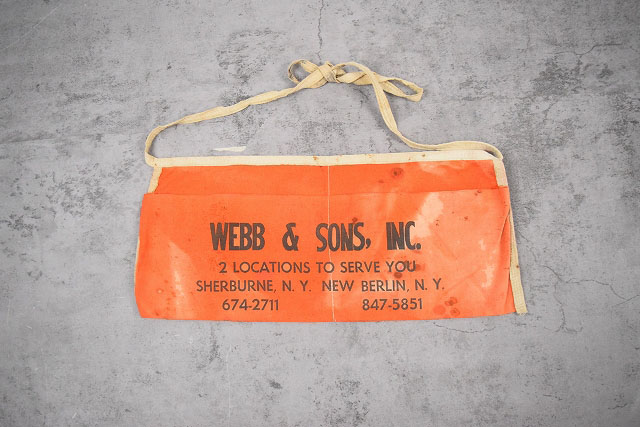 WEBB & SONS, INC.
2 LOCATIONS TO SERVE YOU
SHERBURNE, N. Y. NEW BERLIN, N. Y.
674-2711 847-5851